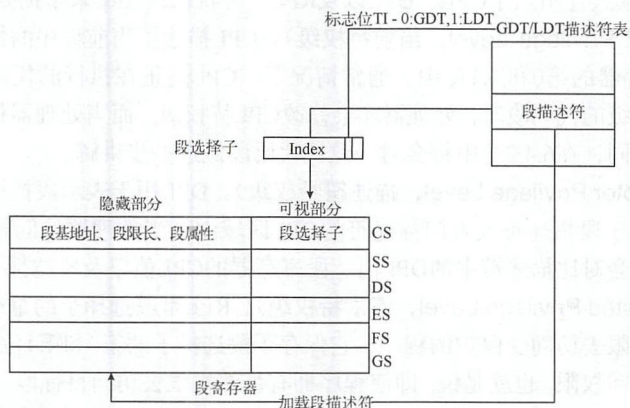 标志位TI - 0:GDT,1:LDT
GDT/LDT描述符表
段描述符
段选择子
Index
隐藏部分
可视部分
段基地址、段限长、段属性
段选择子
CS
SS
DS
ES
FS
GS
段寄存器
加载段描述符